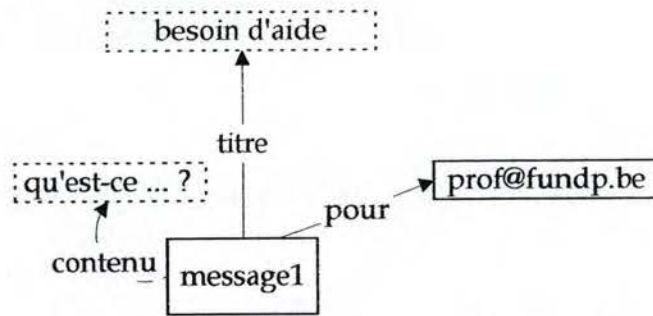 besoin d'aide
titre
qu'est-ce ... ?
prof@fundp.be
pour
contenu
message1